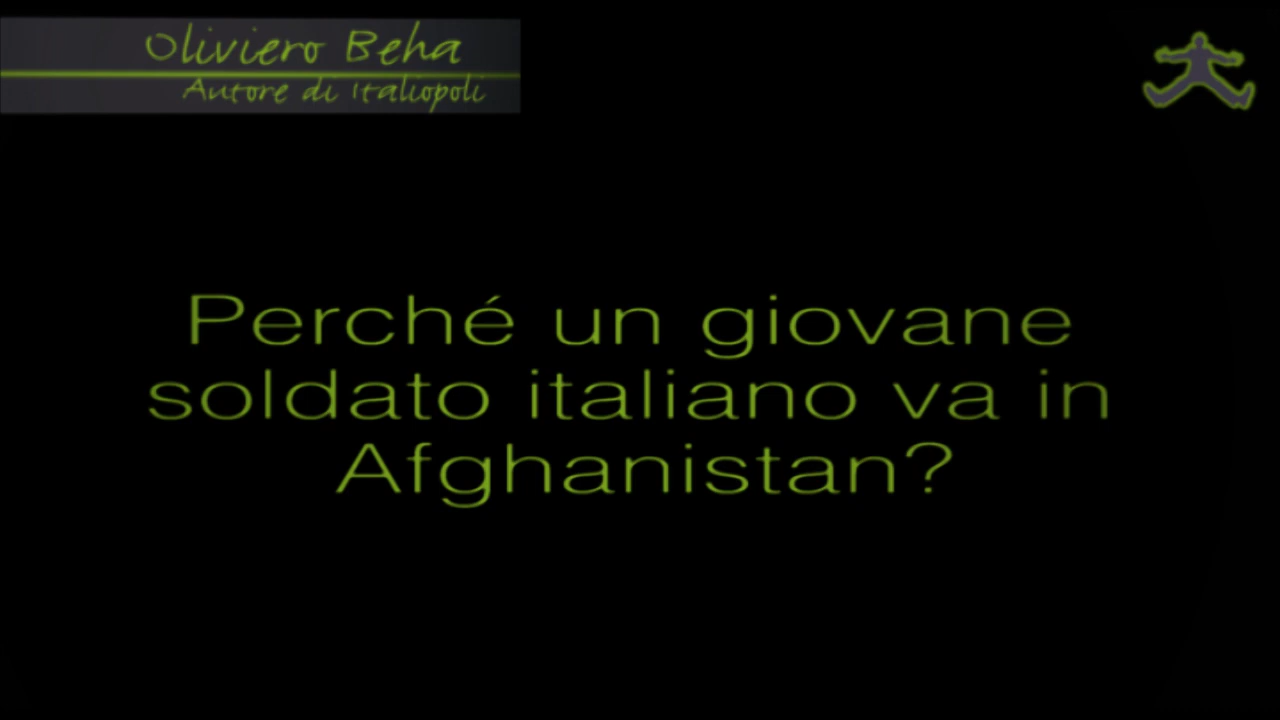 Oliviero Beha
Autore di Italiopoli
Perché un giovane
soldato italiano va in
Afghanistan?